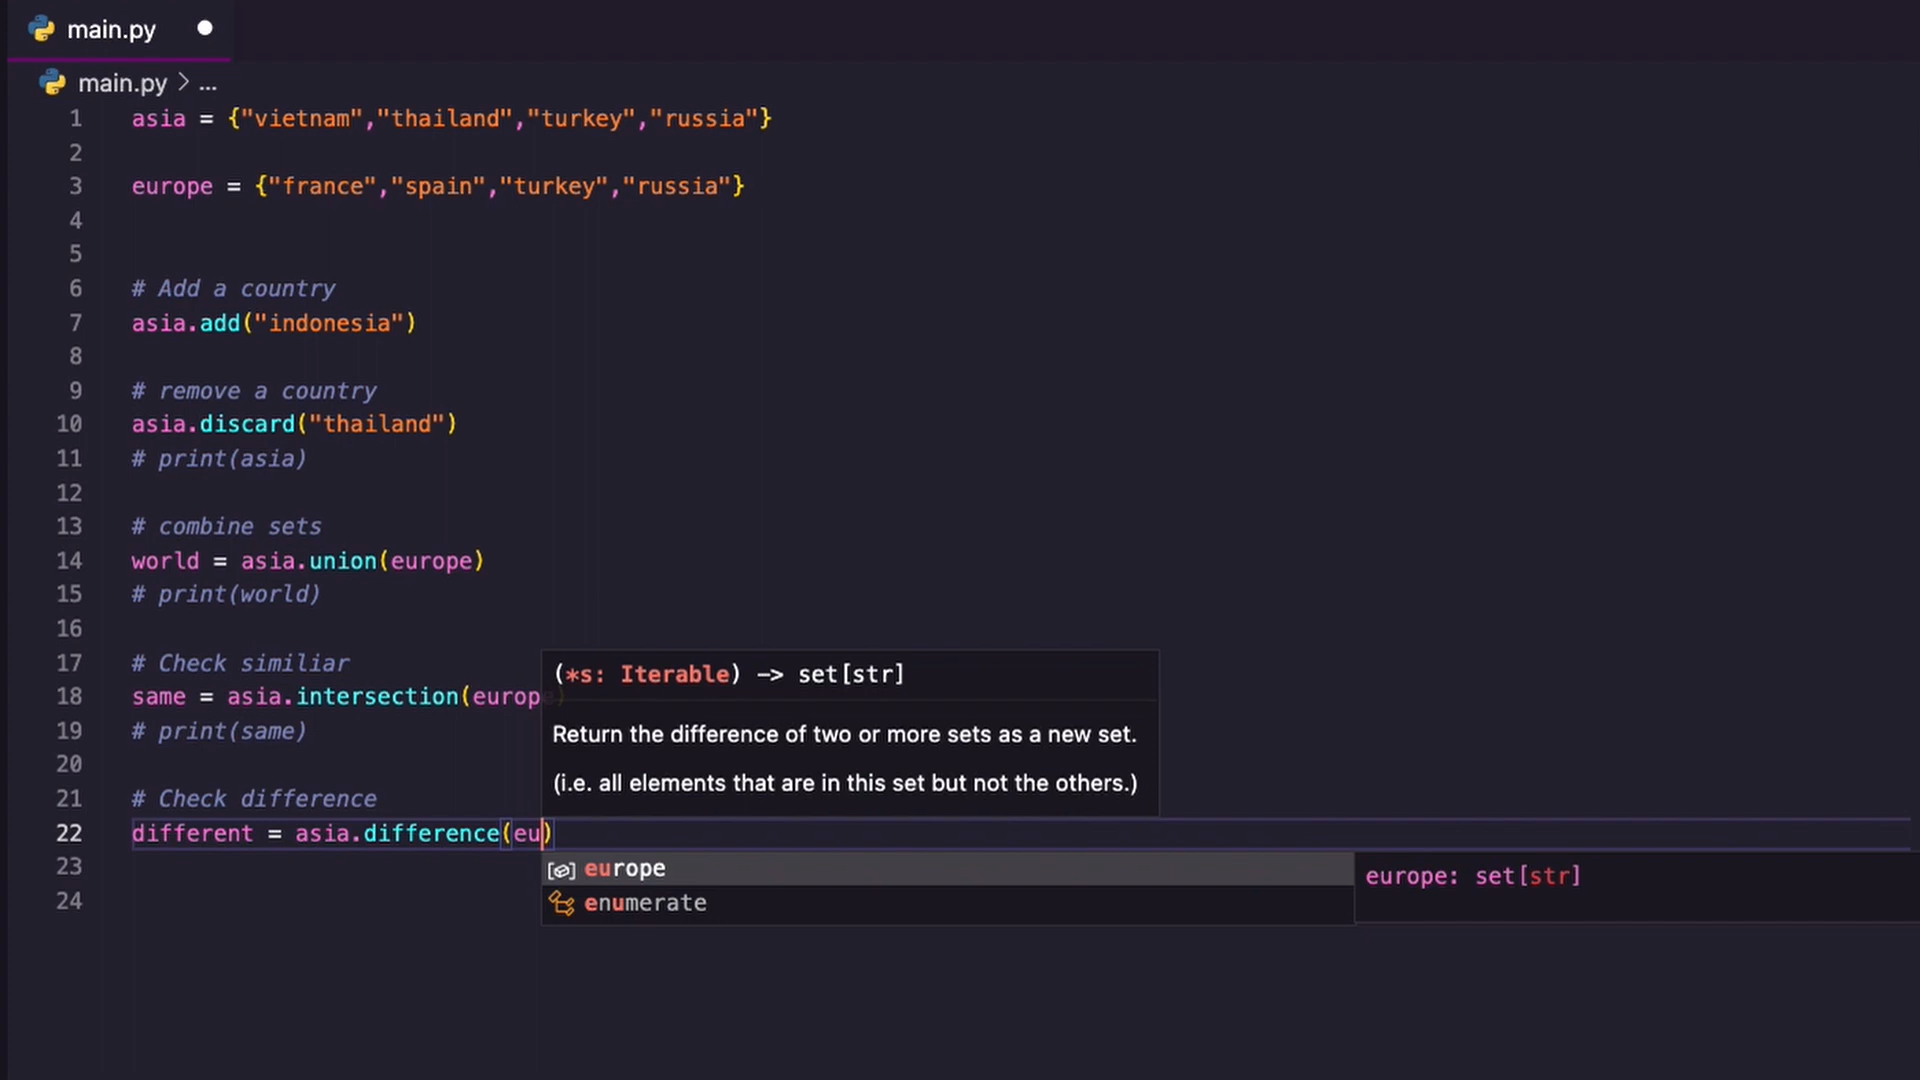 main.py
main.py > ...
1 asia = {"vietnam","thailand","turkey","russia"}
2
3 europe = {"france","spain","turkey","russia"}
4
5
6 # Add a country
7 asia.add("indonesia")
8
9 # remove a country
10 asia.discard("thailand")
11 # print(asia)
12
13 # combine sets
14 world = asia.union(europe)
15 # print(world)
16
17 # Check similiar
18 same = asia.intersection(europe)
19 # print(same)
20
21 # Check difference
(*s: Iterable) -> set[str]
Return the difference of two or more sets as a new set.
(i.e. all elements that are in this set but not the others.)
22 different = asia.difference(eu)
23
24
europe
europe: set[str]
enumerate